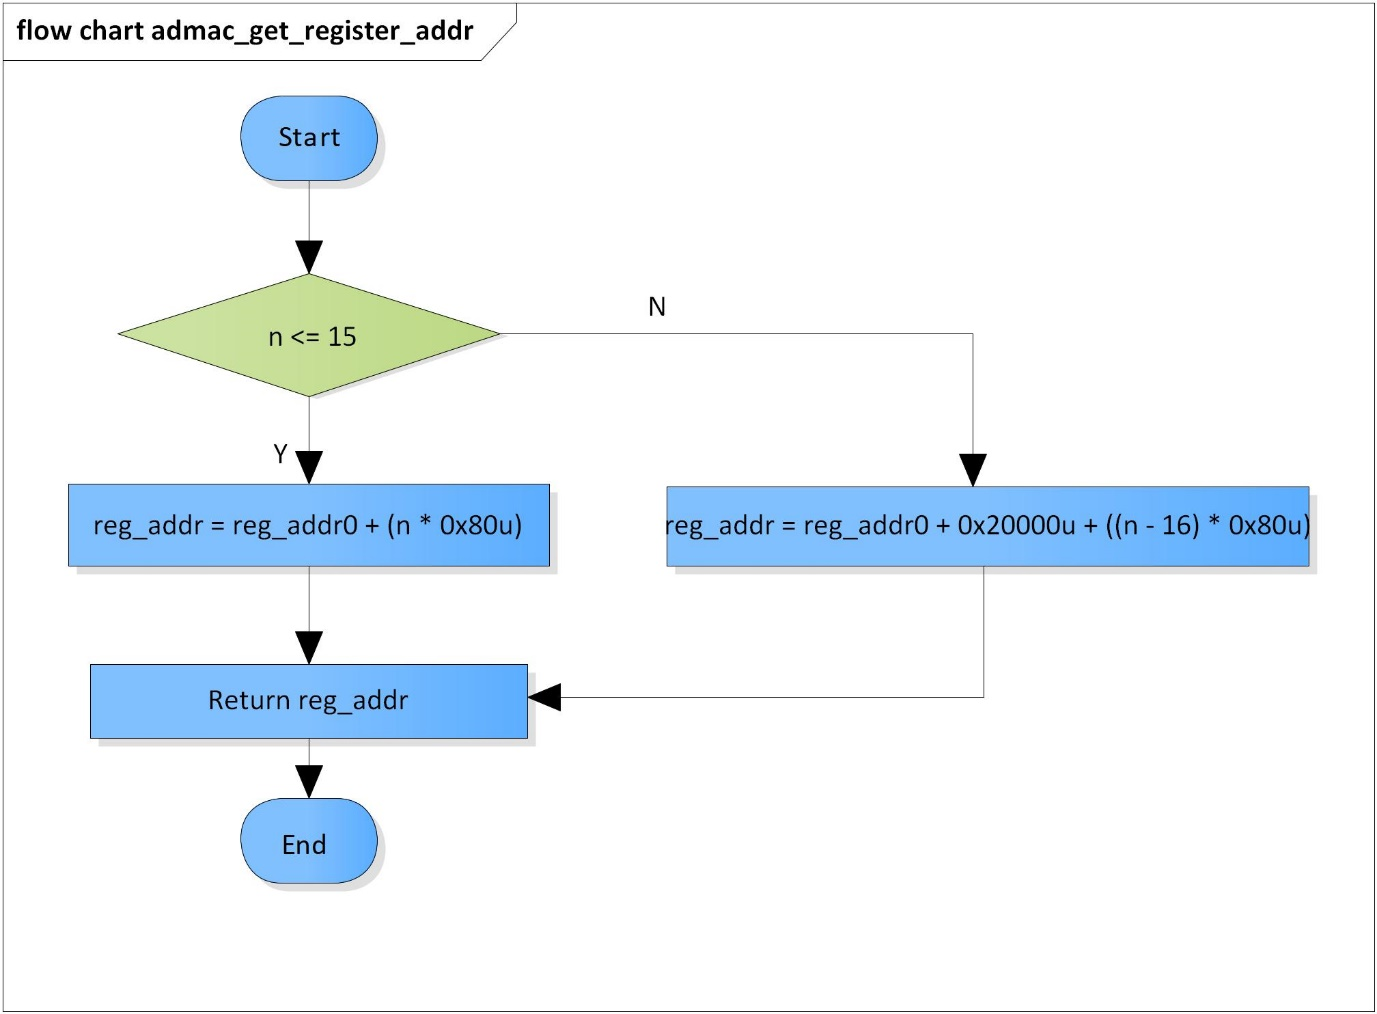 flow chart admac_get_register_addr
Start
N
n <= 15
Y
reg_addr = reg_addr0 + (n * 0x80u)
reg_addr = reg_addr0 + 0x20000u + ((n - 16) * 0x80u)
Return reg_addr
End